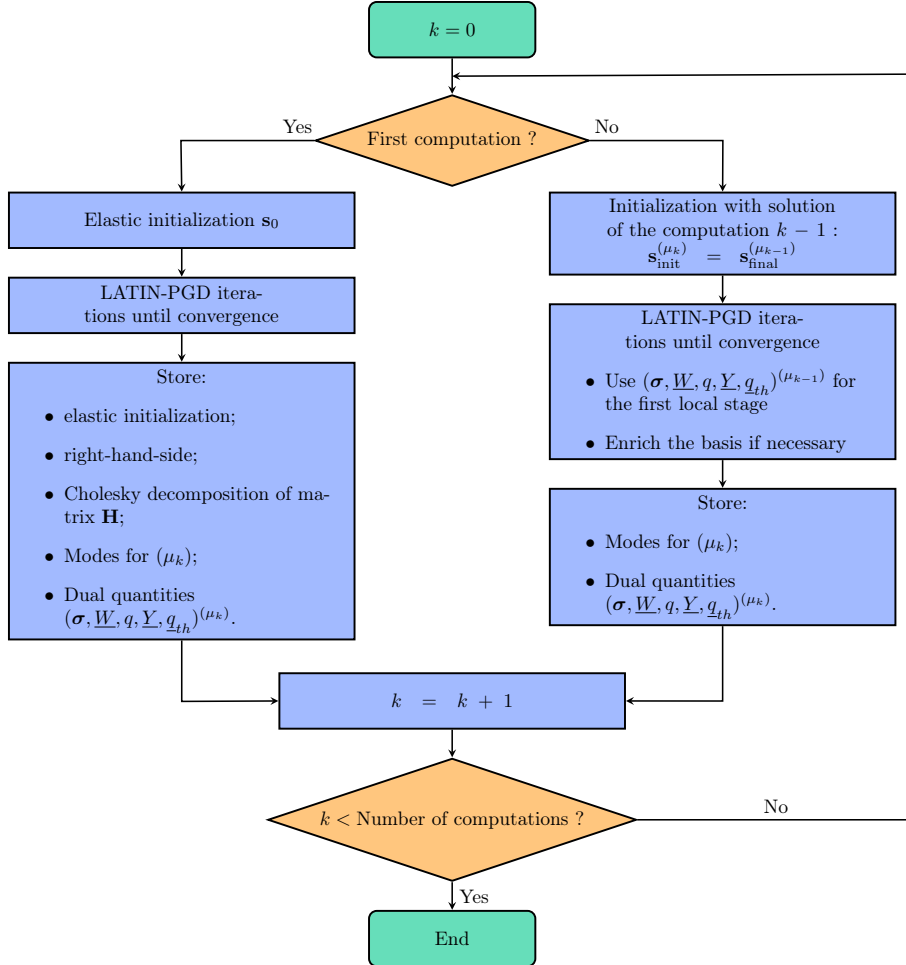 k = 0
First computation ?
Yes
No
Elastic initialization s₀
LATIN-PGD itera-
tions until convergence
Store:
• elastic initialization;
• right-hand-side;
• Cholesky decomposition of ma-
trix H;
• Modes for (μₖ);
• Dual quantities
(σ, W, q, Y, q_th)^(μₖ).
Initialization with solution
of the computation k − 1 :
s_init^(μₖ) = s_final^(μₖ₋₁)
LATIN-PGD itera-
tions until convergence
• Use (σ, W, q, Y, q_th)^(μₖ₋₁) for
the first local stage
• Enrich the basis if necessary
Store:
• Modes for (μₖ);
• Dual quantities
(σ, W, q, Y, q_th)^(μₖ).
k = k + 1
k < Number of computations ?
No
Yes
End